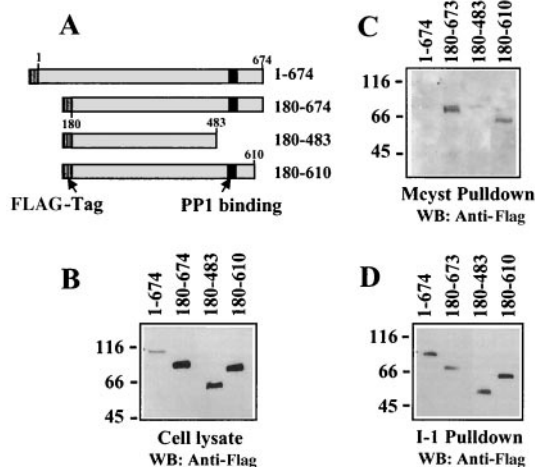 A
1
674
1-674
180-674
180
483
180-483
610
180-610
FLAG-Tag
PP1 binding
B
1-674
180-674
180-483
180-610
116 -
66 -
45 -
Cell lysate
WB: Anti-Flag
C
1-674
180-673
180-483
180-610
116 -
66 -
45 -
Mcyst Pulldown
WB: Anti-Flag
D
1-674
180-673
180-483
180-610
116 -
66 -
45 -
I-1 Pulldown
WB: Anti-Flag